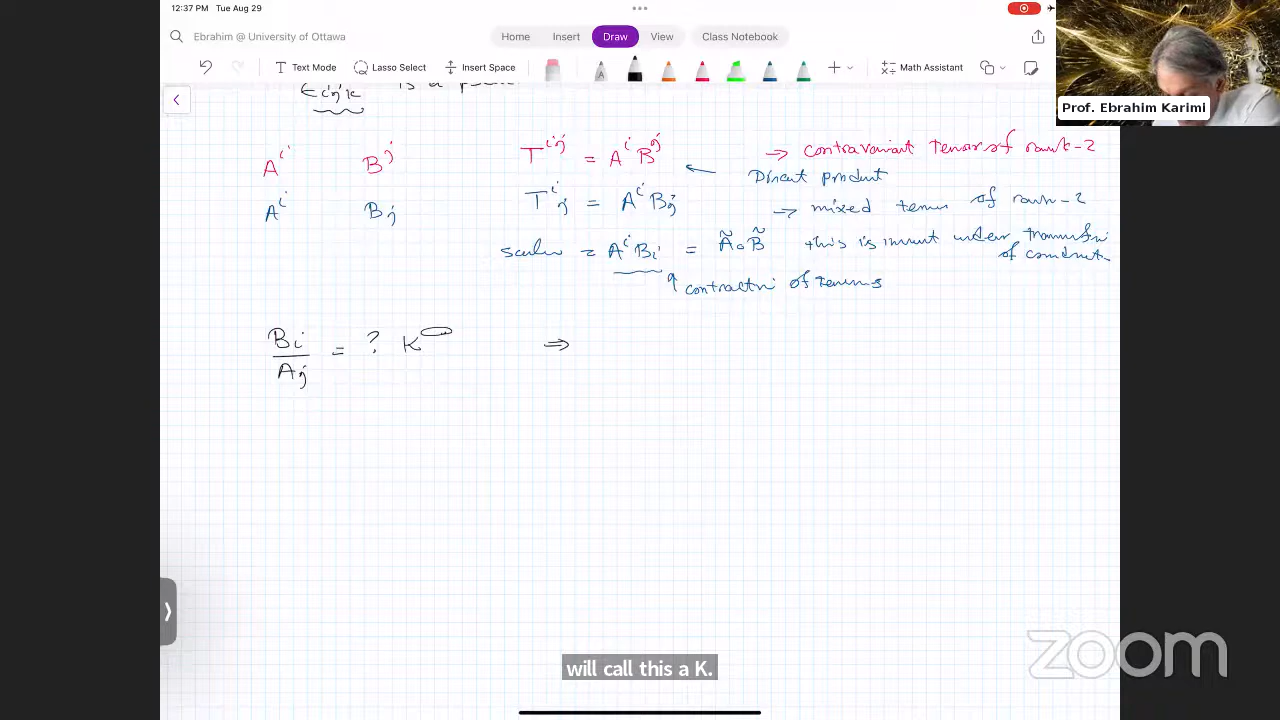 12:37 PM Tue Aug 29
Ebrahim @ University of Ottawa
Home Insert Draw View Class Notebook
Text Mode Lasso Select Insert Space Math Assistant
Prof. Ebrahim Karimi
ϵijk is a
A^i B^j T^ij = A^i B^j → contravariant tensor of rank-2
← Direct product
A^i B_j T^i_j = A^i B_j → mixed tensor of rank-2
scalar = A^i B_i = Ã∘B̃ this is invariant under transfm of
↑ contraction of tensors
B_i / A_j = ? K ⇒
zoom
will call this a K.